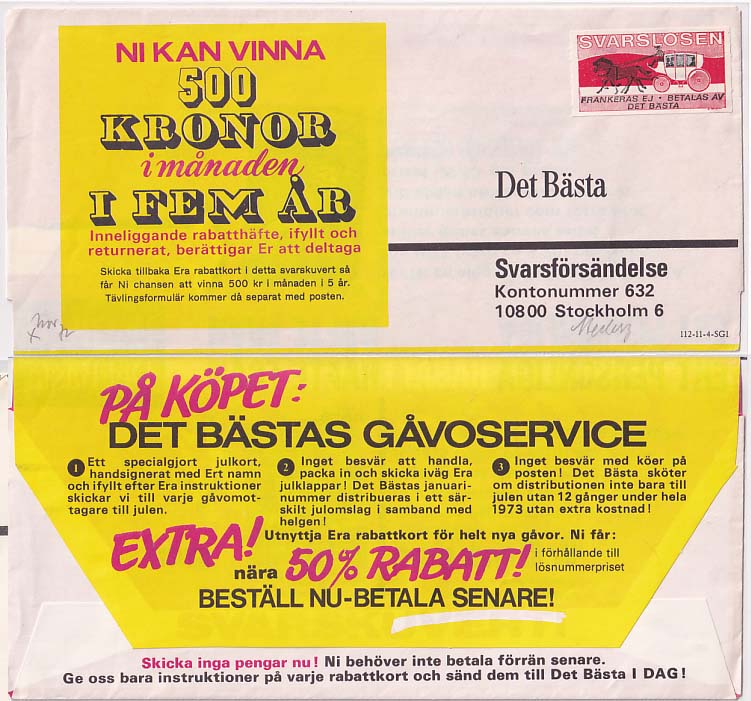 NI KAN VINNA
500
KRONOR
i månaden
I FEM ÅR
Inneliggande rabatthäfte, ifyllt och
returnerat, berättigar Er att deltaga
Skicka tillbaka Era rabattkort i detta svarskuvert så
får Ni chansen att vinna 500 kr i månaden i 5 år.
Tävlingsformulär kommer då separat med posten.
SVARSLÖSEN
FRANKERAS EJ • BETALAS AV
DET BÄSTA
Det Bästa
Svarsförsändelse
Kontonummer 632
10800 Stockholm 6
112-11-4-SG1
PÅ KÖPET:
DET BÄSTAS GÅVOSERVICE
1 Ett specialgjort julkort,
handsignerat med Ert namn
och ifyllt efter Era instruktioner
skickar vi till varje gåvomot-
tagare till julen.
2 Inget besvär att handla,
packa in och skicka iväg Era
julklappar! Det Bästas januari-
nummer distribueras i ett sär-
skilt julomslag i samband med
helgen!
3 Inget besvär med köer på
posten! Det Bästa sköter
om distributionen inte bara till
julen utan 12 gånger under hela
1973 utan extra kostnad!
EXTRA!
Utnyttja Era rabattkort för helt nya gåvor. Ni får:
nära 50% RABATT!
i förhållande till
lösnummerpriset
BESTÄLL NU-BETALA SENARE!
Skicka inga pengar nu! Ni behöver inte betala förrän senare.
Ge oss bara instruktioner på varje rabattkort och sänd dem till Det Bästa I DAG!